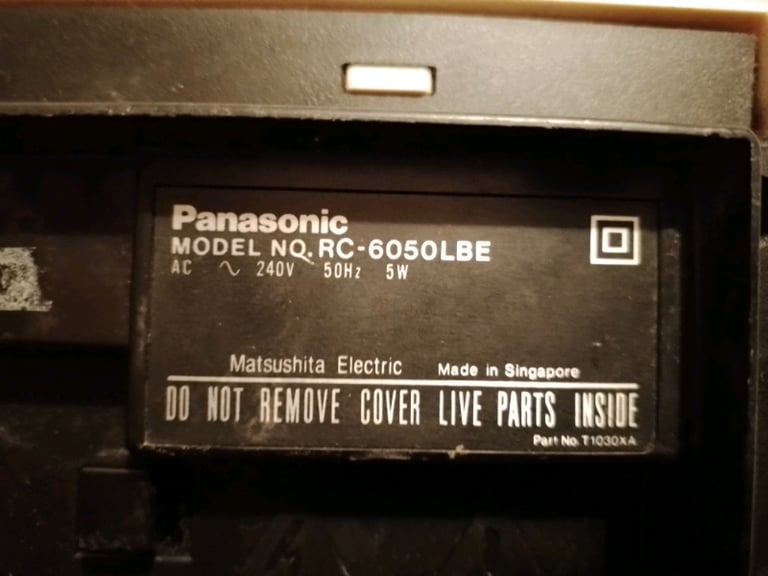 Panasonic
MODEL NO. RC-6050LBE
AC ∿ 240V 50Hz 5W
Matsushita Electric Made in Singapore
DO NOT REMOVE COVER LIVE PARTS INSIDE
Part No. T1030XA